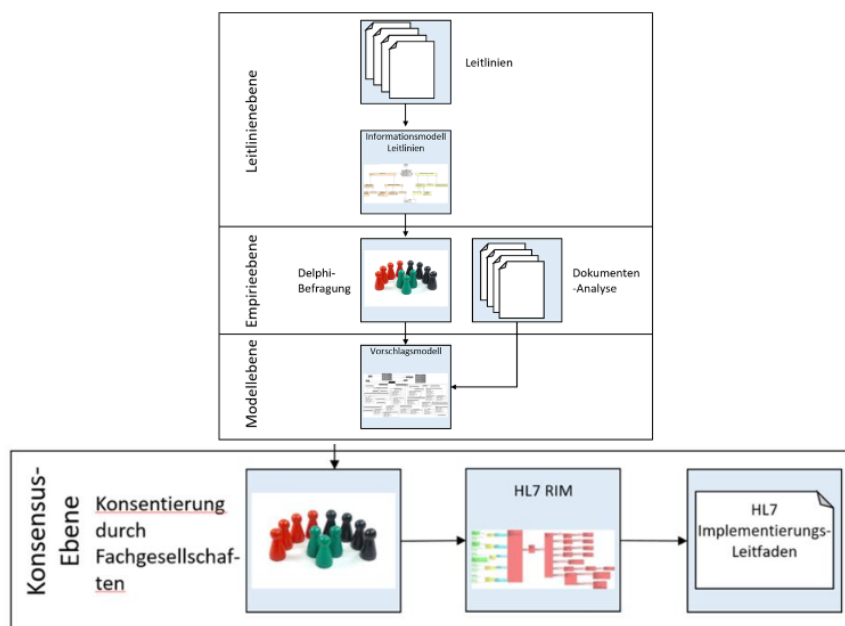 Leitlinienebene
Leitlinien
Informationsmodell
Leitlinien
Empirieebene
Delphi-
Befragung
Dokumenten
-Analyse
Modellebene
Vorschlagsmodell
Konsensus-
Ebene
Konsentierung
durch
Fachgesellschaf-
ten
HL7 RIM
HL7
Implementierungs-
Leitfaden